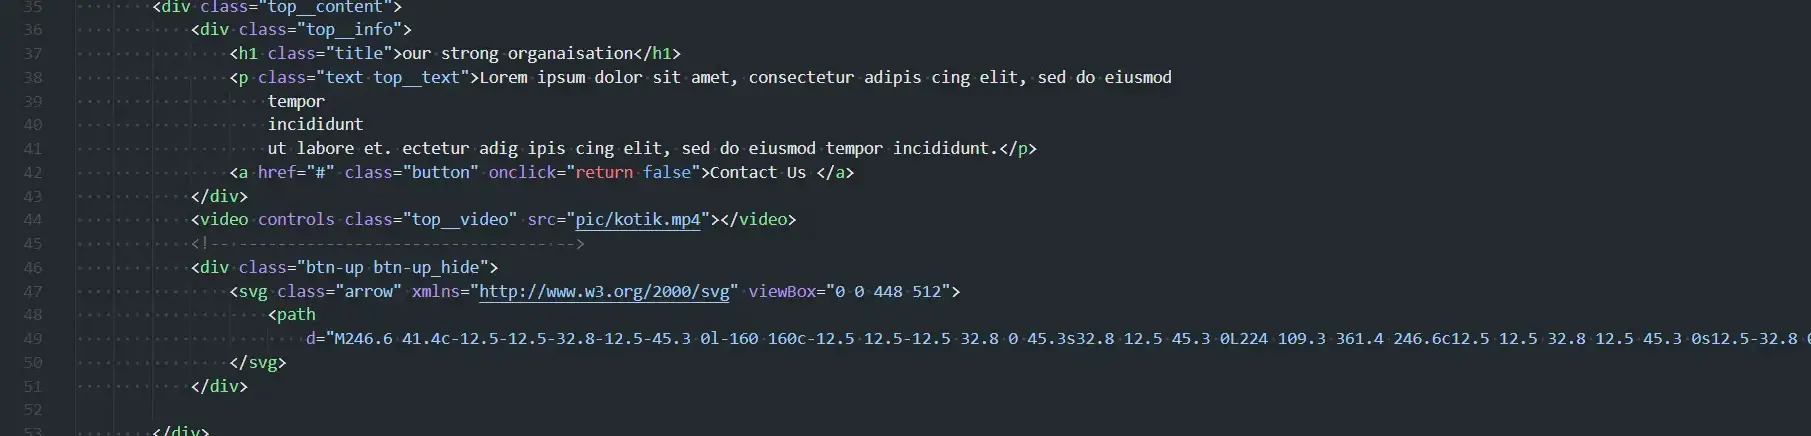 35 <div class="top__content">
36 <div class="top__info">
37 <h1 class="title">our strong organaisation</h1>
38 <p class="text top__text">Lorem ipsum dolor sit amet, consectetur adipis cing elit, sed do eiusmod
39 tempor
40 incididunt
41 ut labore et. ectetur adig ipis cing elit, sed do eiusmod tempor incididunt.</p>
42 <a href="#" class="button" onclick="return false">Contact Us </a>
43 </div>
44 <video controls class="top__video" src="pic/kotik.mp4"></video>
45 <!-- -------------------------------- -->
46 <div class="btn-up btn-up_hide">
47 <svg class="arrow" xmlns="http://www.w3.org/2000/svg" viewBox="0 0 448 512">
48 <path
49 d="M246.6 41.4c-12.5-12.5-32.8-12.5-45.3 0l-160 160c-12.5 12.5-12.5 32.8 0 45.3s32.8 12.5 45.3 0L224 109.3 361.4 246.6c12.5 12.5 32.8 12.5 45.3 0s12.5-32.8 0
50 </svg>
51 </div>
52
53 </div>